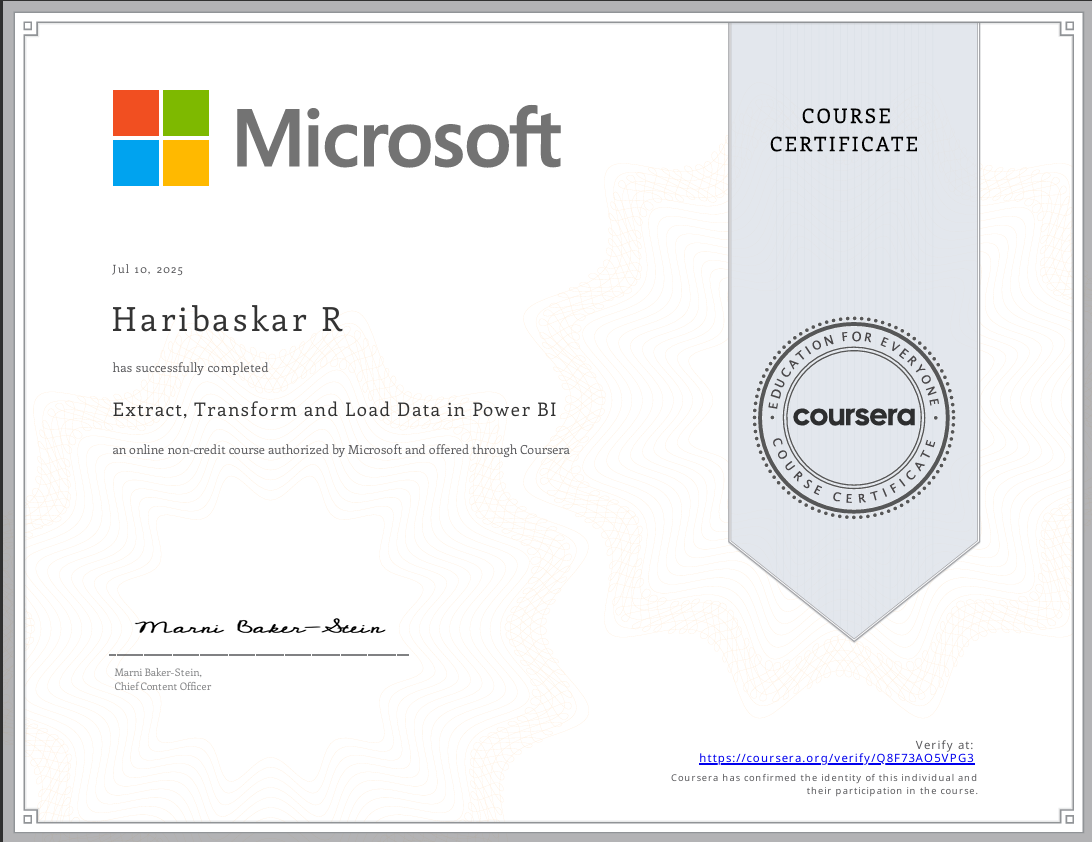 Microsoft
COURSE
CERTIFICATE
Jul 10, 2025
Haribaskar R
has successfully completed
Extract, Transform and Load Data in Power BI
an online non-credit course authorized by Microsoft and offered through Coursera
EDUCATION FOR EVERYONE
coursera
COURSE CERTIFICATE
Marni Baker-Stein
Marni Baker-Stein,
Chief Content Officer
Verify at:
https://coursera.org/verify/Q8F73AO5VPG3
Coursera has confirmed the identity of this individual and
their participation in the course.